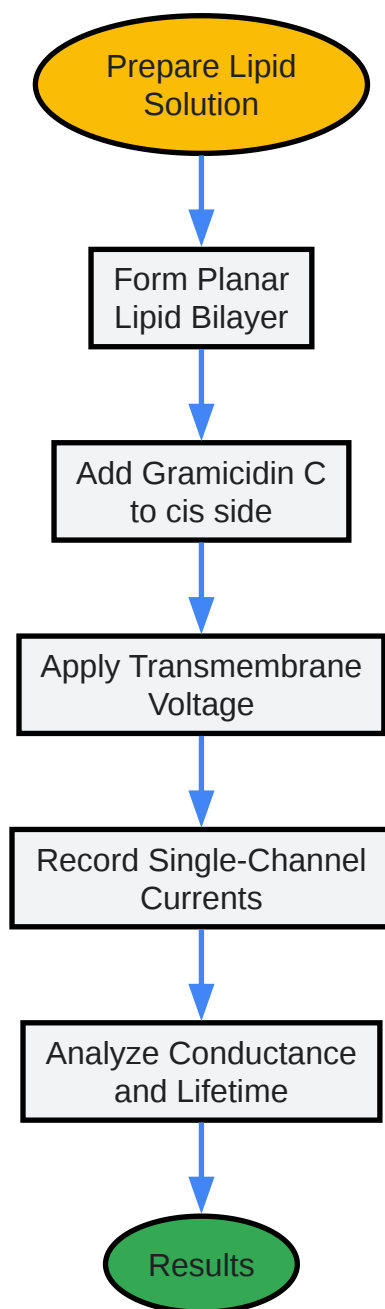 Prepare Lipid
Solution
Form Planar
Lipid Bilayer
Add Gramicidin C
to cis side
Apply Transmembrane
Voltage
Record Single-Channel
Currents
Analyze Conductance
and Lifetime
Results